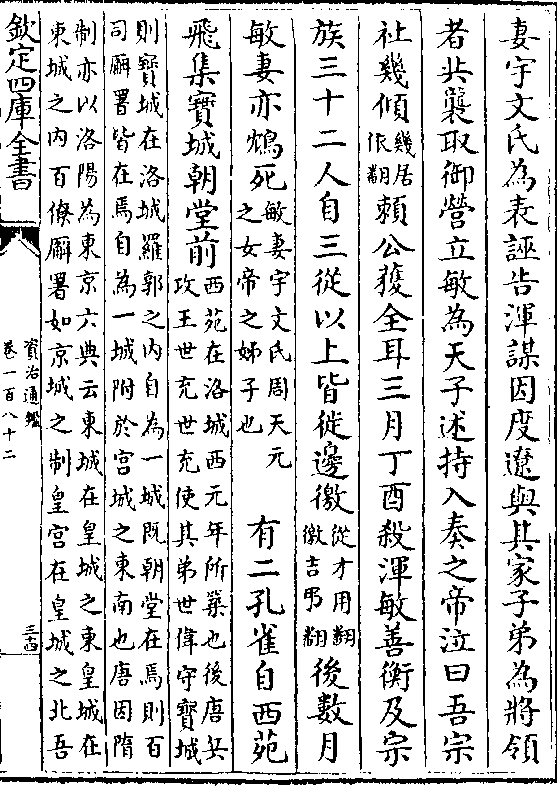 妻宇文氏為表誣告渾謀因度遼與其家子弟為將領
者共襲取御營立敏為天子述持入奏之帝泣曰吾宗
社幾傾幾居依翻賴公獲全耳三月丁酉殺渾敏善衡及宗
族三十二人自三從以上皆徙邊徼從才用翻徼吉弔翻後數月
敏妻亦鴆死敏妻宇文氏周天元之女帝之姊子也 有二孔雀自西苑
飛集寶城朝堂前西苑在洛城西元年所築也後唐兵攻王世充世充使其弟世偉守寶城
則寶城在洛城羅郭之內自為一城既朝堂在焉則百司廨署皆在焉自為一城附於宮城之東南也唐因隋
制亦以洛陽為東京六典云東城在皇城之東皇城在東城之內百僚廨署如京城之制皇宮在皇城之北吾
欽定四庫全書
資治通鑑
卷一百八十二
三十四